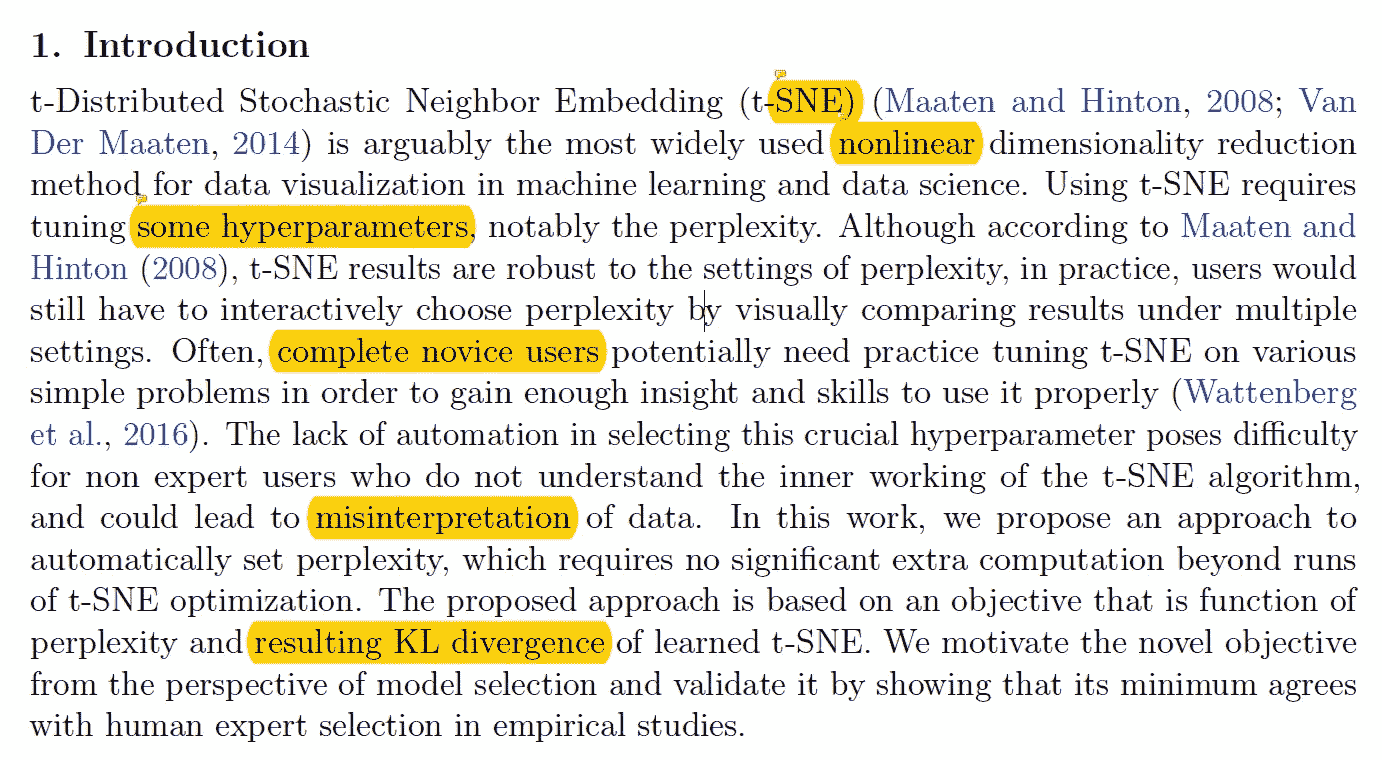 1. Introduction
t-Distributed Stochastic Neighbor Embedding (t-SNE) (Maaten and Hinton, 2008; Van
Der Maaten, 2014) is arguably the most widely used nonlinear dimensionality reduction
method for data visualization in machine learning and data science. Using t-SNE requires
tuning some hyperparameters, notably the perplexity. Although according to Maaten and
Hinton (2008), t-SNE results are robust to the settings of perplexity, in practice, users would
still have to interactively choose perplexity by visually comparing results under multiple
settings. Often, complete novice users potentially need practice tuning t-SNE on various
simple problems in order to gain enough insight and skills to use it properly (Wattenberg
et al., 2016). The lack of automation in selecting this crucial hyperparameter poses difficulty
for non expert users who do not understand the inner working of the t-SNE algorithm,
and could lead to misinterpretation of data. In this work, we propose an approach to
automatically set perplexity, which requires no significant extra computation beyond runs
of t-SNE optimization. The proposed approach is based on an objective that is function of
perplexity and resulting KL divergence of learned t-SNE. We motivate the novel objective
from the perspective of model selection and validate it by showing that its minimum agrees
with human expert selection in empirical studies.